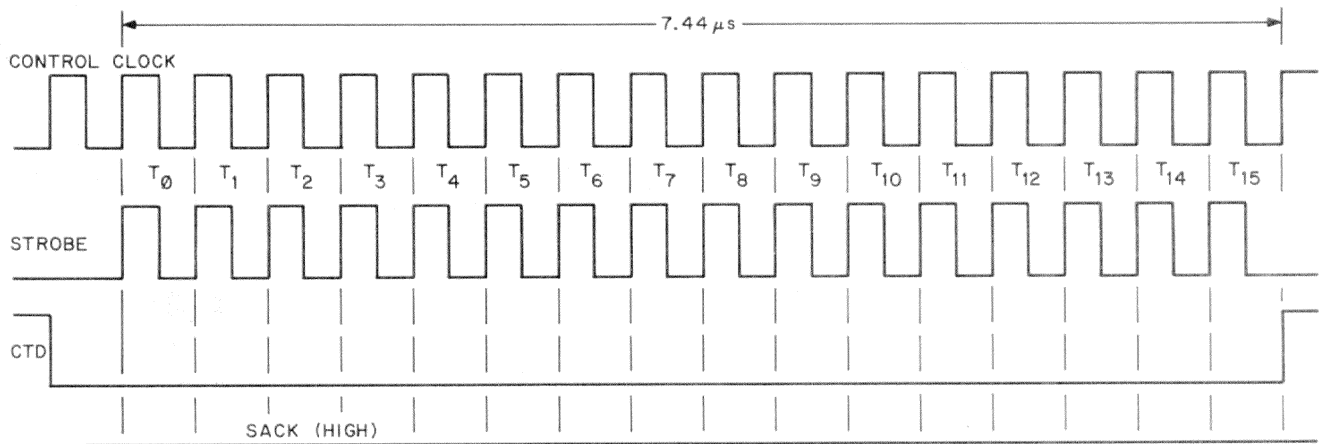 7.44 μs
CONTROL CLOCK
T0 T1 T2 T3 T4 T5 T6 T7 T8 T9 T10 T11 T12 T13 T14 T15
STROBE
CTD
SACK (HIGH)